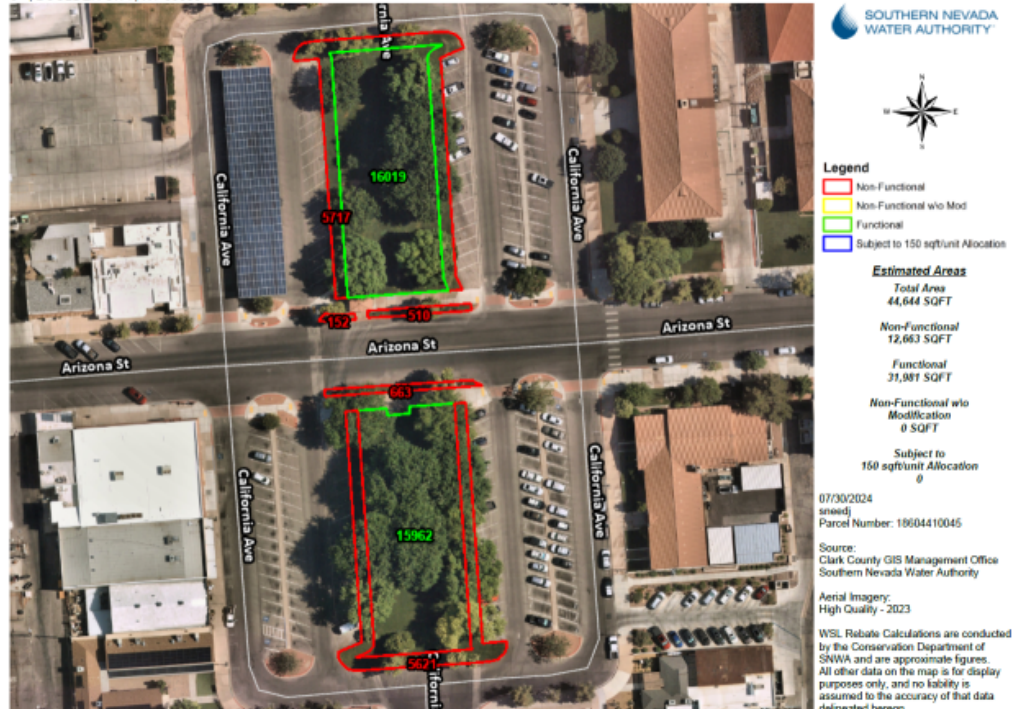 SOUTHERN NEVADA
WATER AUTHORITY
N
W
E
S
Legend
Non-Functional
Non-Functional w/o Mod
Functional
Subject to 150 sqft/unit Allocation
Estimated Areas
Total Area
44,644 SQFT
Non-Functional
12,663 SQFT
Functional
31,981 SQFT
Non-Functional w/o
Modification
0 SQFT
Subject to
150 sqft/unit Allocation
0
07/30/2024
sneedj
Parcel Number: 18604410045
Source:
Clark County GIS Management Office
Southern Nevada Water Authority
Aerial Imagery:
High Quality - 2023
WSL Rebate Calculations are conducted
by the Conservation Department of
SNWA and are approximate figures.
All other data on the map is for display
purposes only, and no liability is
assumed to the accuracy of that data
delineated hereon.
rnia Ave
16019
5717
California Ave
California Ave
152
510
Arizona St
Arizona St
Arizona St
663
California Ave
California Ave
15962
5621
Californi